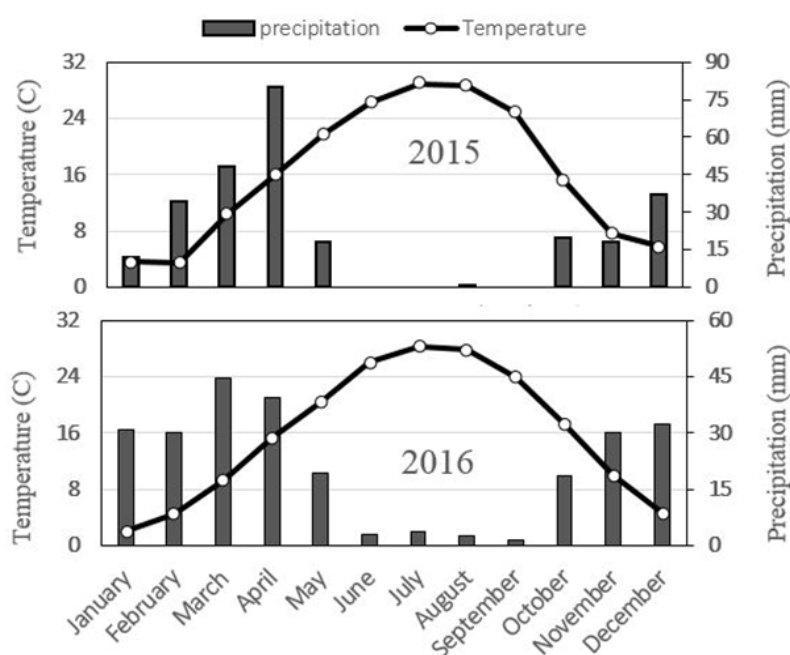 precipitation Temperature
Temperature (C)
32
24
16
8
0
2015
90
75
60
45
30
15
0
Precipitation (mm)
Temperature (C)
32
24
16
8
0
2016
60
45
30
15
0
Precipitation (mm)
January
February
March
April
May
June
July
August
September
October
November
December